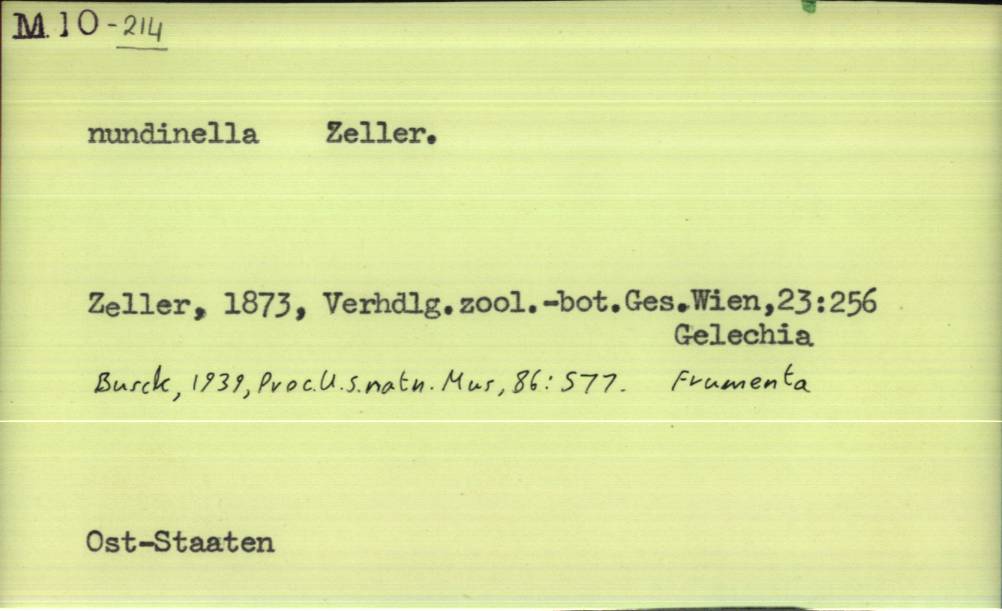 M.10-214
nundinella Zeller.
Zeller, 1873, Verhdlg.zool.-bot.Ges.Wien,23:256
Gelechia
Busck, 1939, Proc.U.S.natn.Mus, 86:577. Frumenta
Ost-Staaten